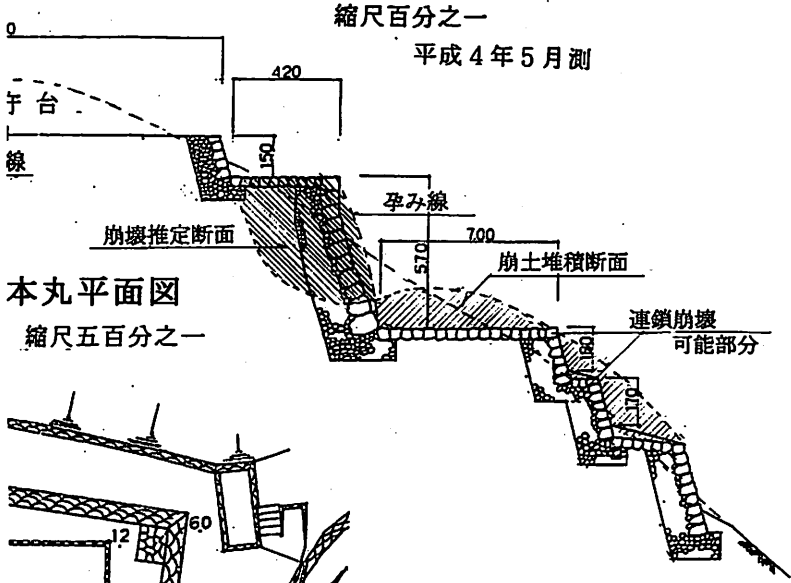 縮尺百分之一
平成4年5月測
0
420
台
線
150
孕み線
崩壊推定断面
700
570
崩土堆積断面
本丸平面図
縮尺五百分之一
連鎖崩壊
可能部分
180
170
12
60